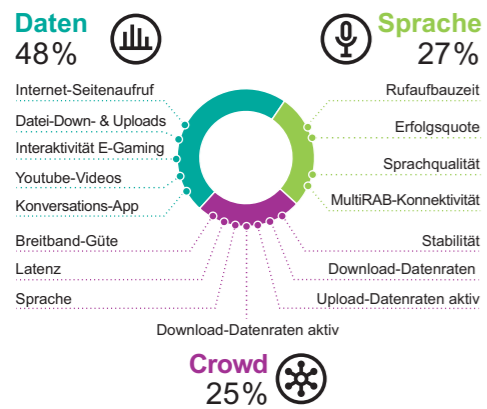 Daten
48%
Sprache
27%
Internet-Seitenaufruf
Datei-Down- & Uploads
Interaktivität E-Gaming
Youtube-Videos
Konversations-App
Rufaufbauzeit
Erfolgsquote
Sprachqualität
MultiRAB-Konnektivität
Breitband-Güte
Latenz
Sprache
Stabilität
Download-Datenraten
Upload-Datenraten aktiv
Download-Datenraten aktiv
Crowd
25%